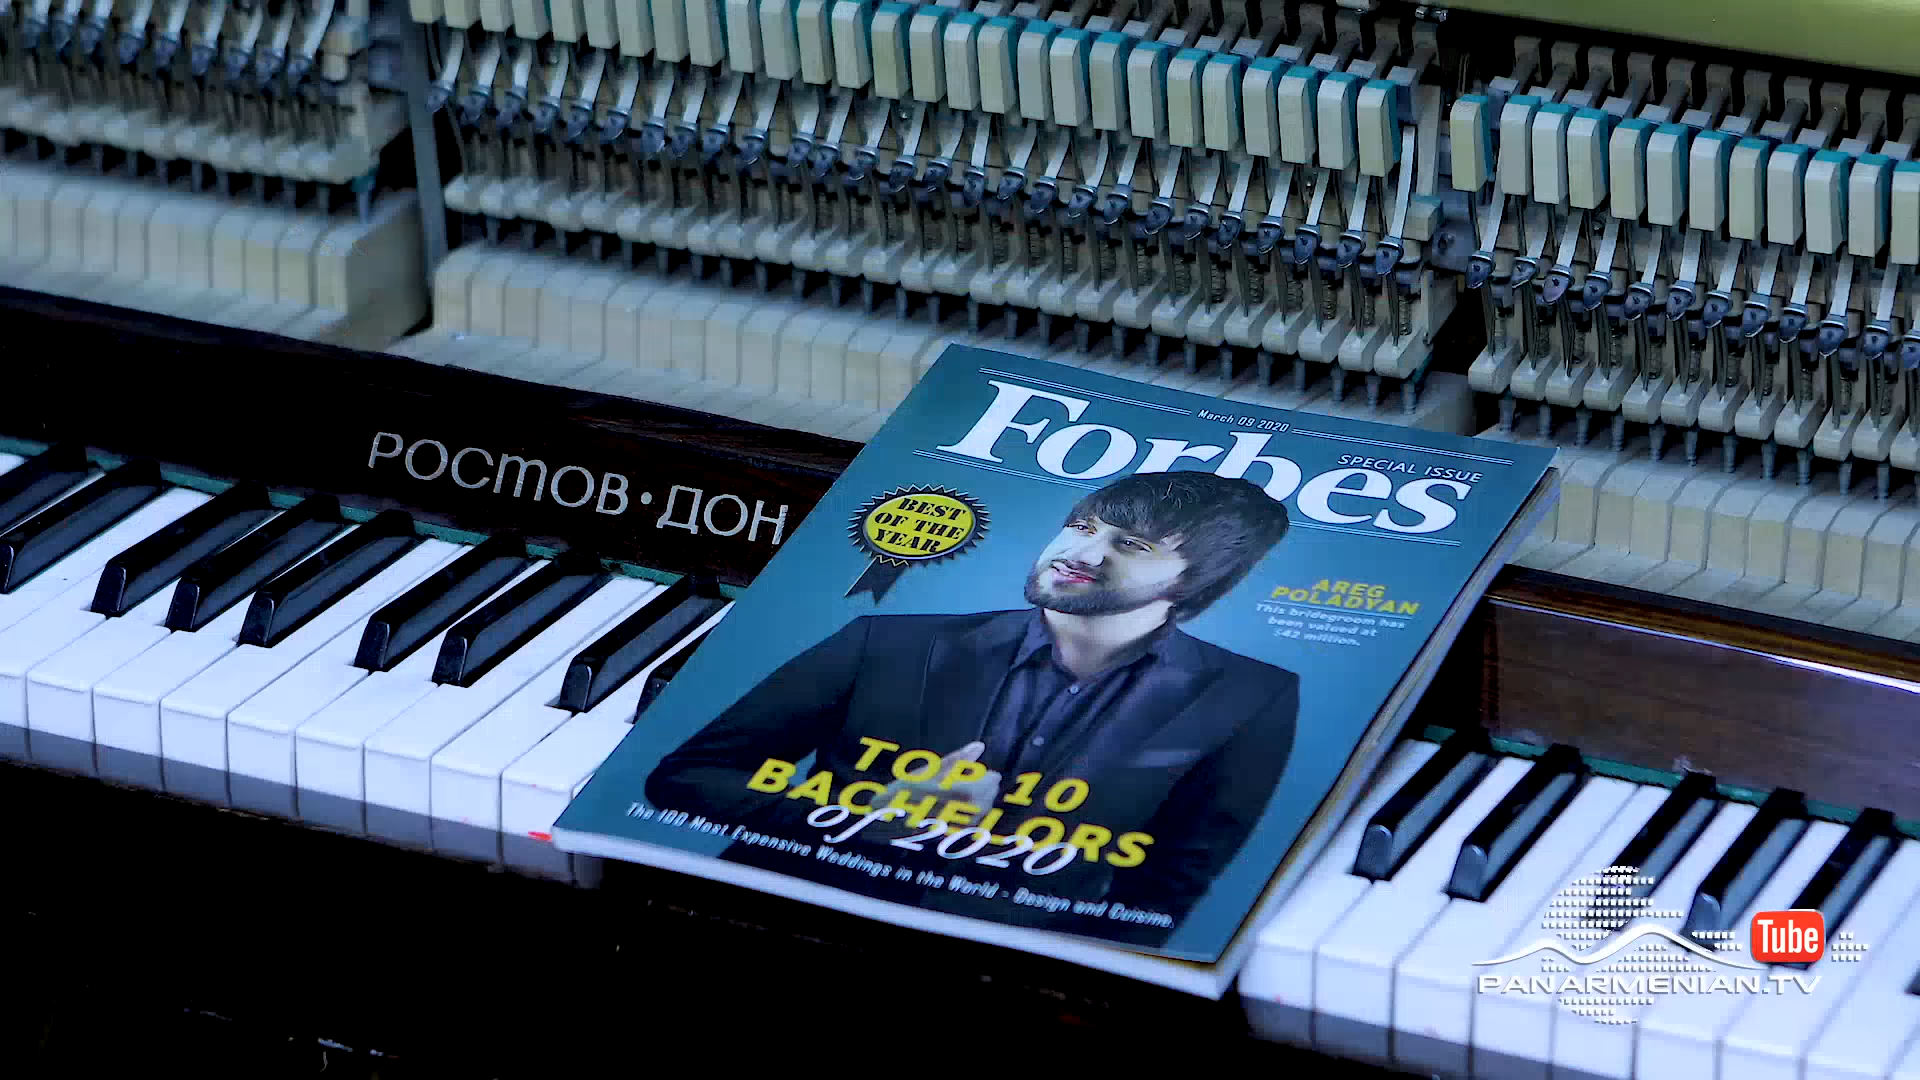 РОСТОВ·ДОН
March 09 2020
Forbes
SPECIAL ISSUE
BEST
OF THE
YEAR
AREG
POLADYAN
This bridegroom has
been valued at
$42 million.
TOP 10
BACHELORS
of 2020
The 100 Most Expensive Weddings in the World - Design and Cuisine.
Tube
PANARMENIAN.TV